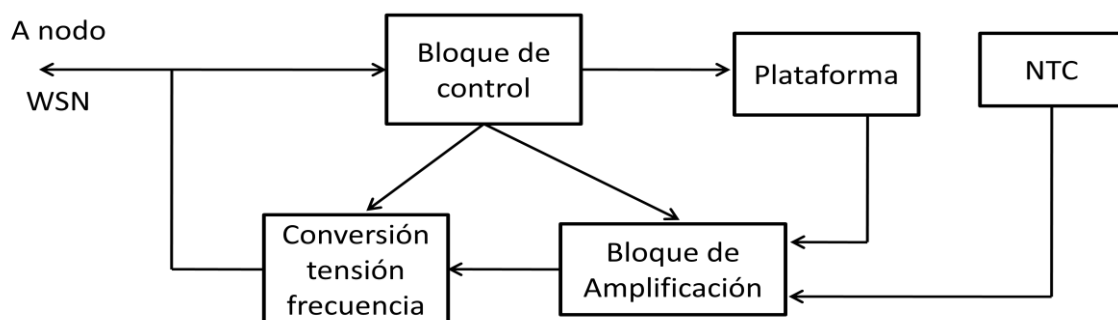 A nodo
WSN
Bloque de
control
Plataforma
NTC
Conversión
tensión
frecuencia
Bloque de
Amplificación